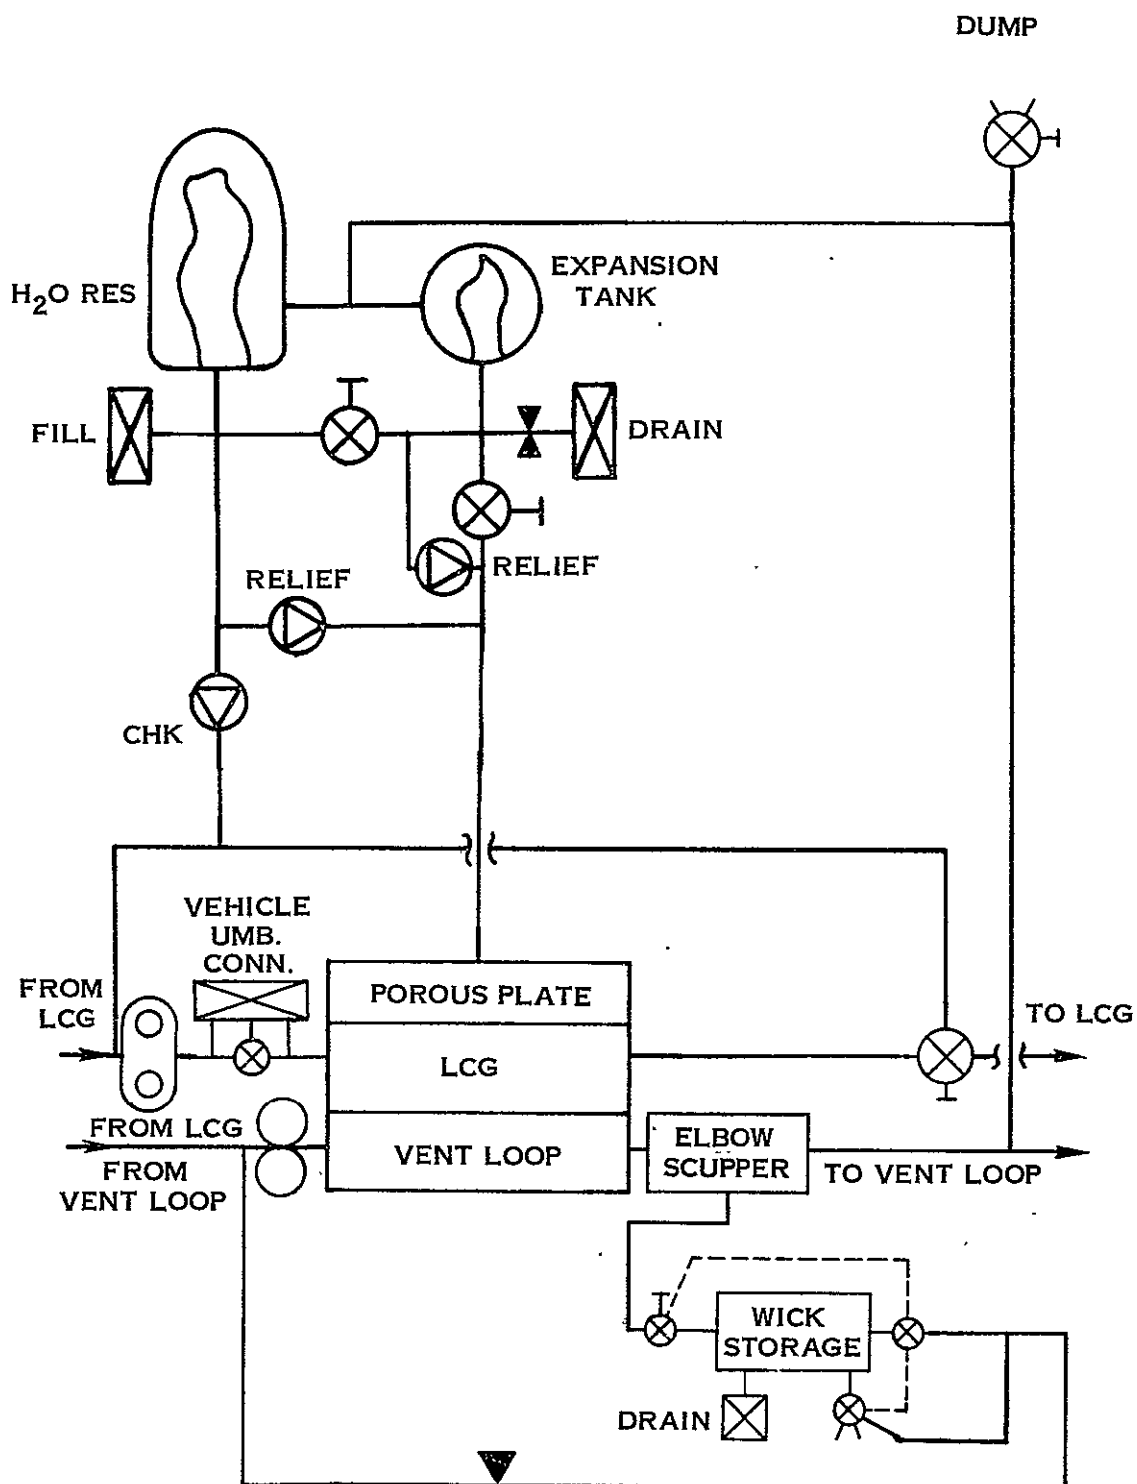 DUMP
EXPANSION
TANK
H₂O RES
FILL
DRAIN
RELIEF
RELIEF
CHK
VEHICLE
UMB.
CONN.
FROM
LCG
POROUS PLATE
TO LCG
LCG
FROM LCG
FROM
VENT LOOP
VENT LOOP
ELBOW
SCUPPER
TO VENT LOOP
WICK
STORAGE
DRAIN